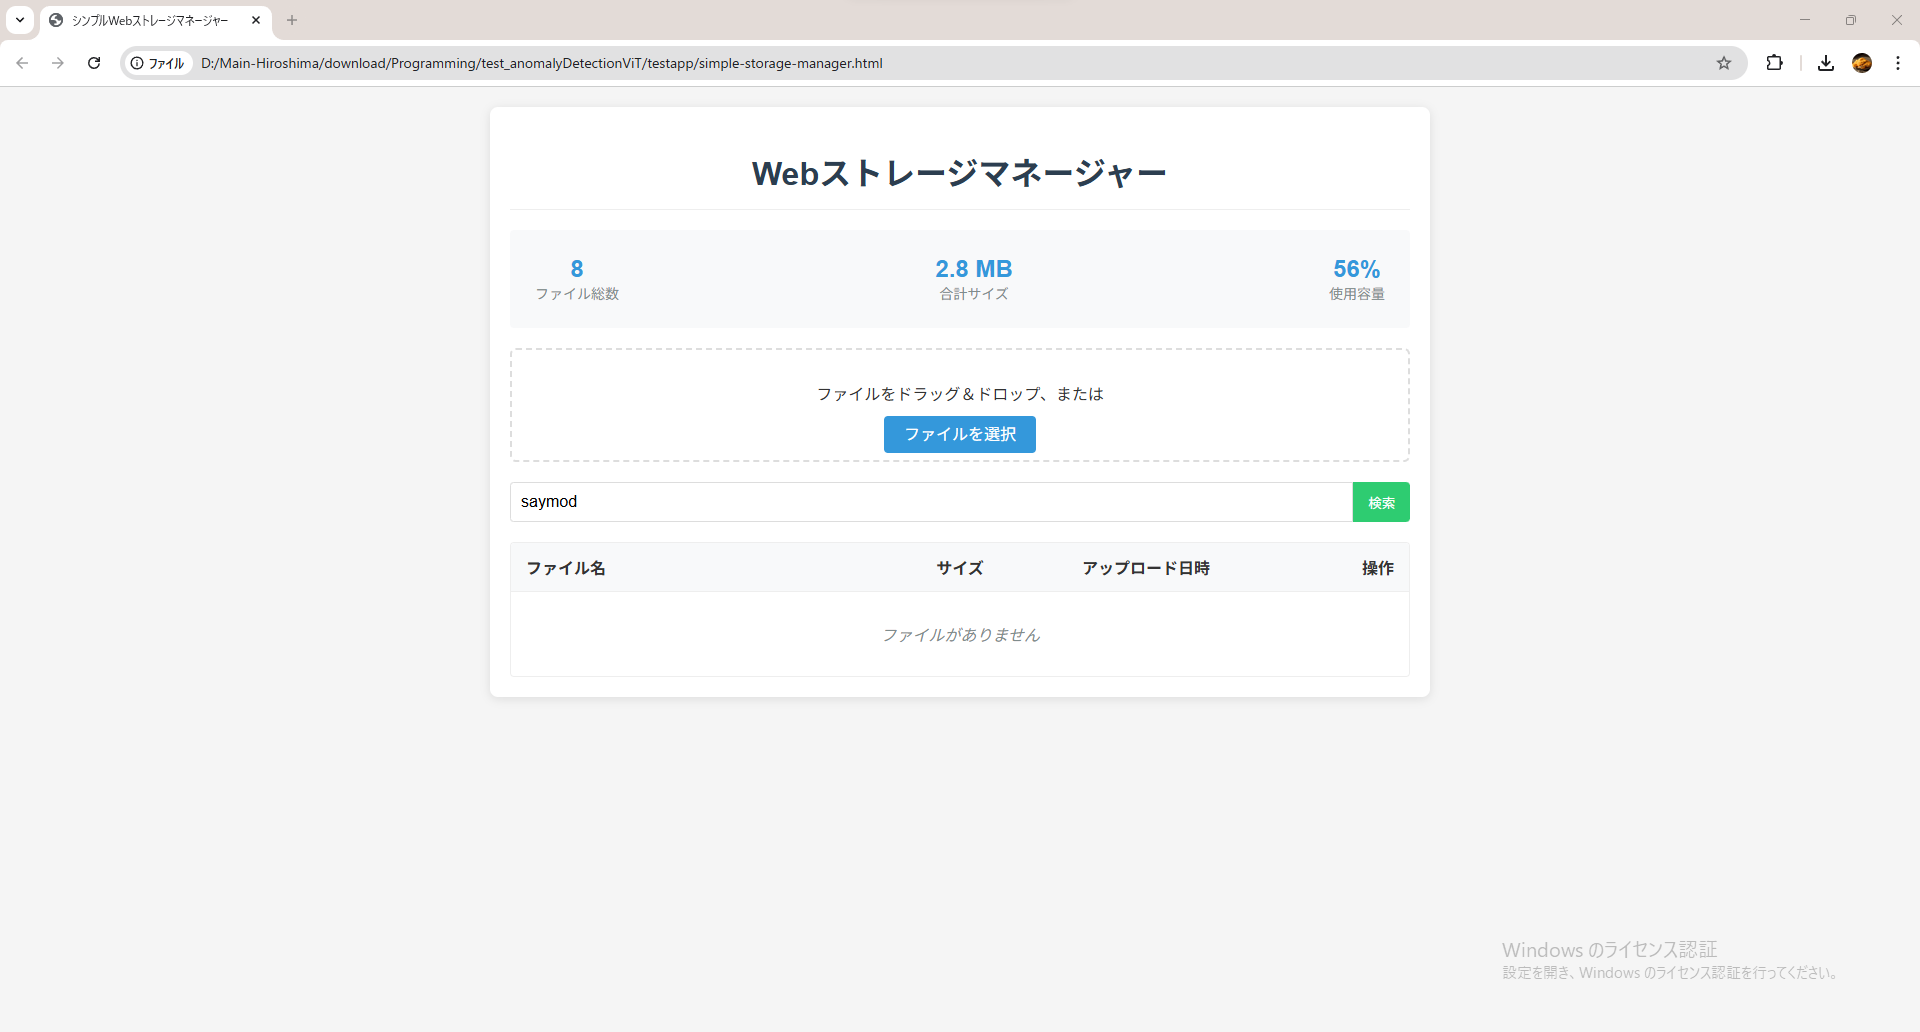 シンプルWebストレージマネージャー
ファイル D:/Main-Hiroshima/download/Programming/test_anomalyDetectionViT/testapp/simple-storage-manager.html
Webストレージマネージャー
8 2.8 MB 56%
ファイル総数 合計サイズ 使用容量
ファイルをドラッグ＆ドロップ、または
ファイルを選択
saymod 検索
ファイル名 サイズ アップロード日時 操作
ファイルがありません
Windows のライセンス認証
設定を開き、Windows のライセンス認証を行ってください。